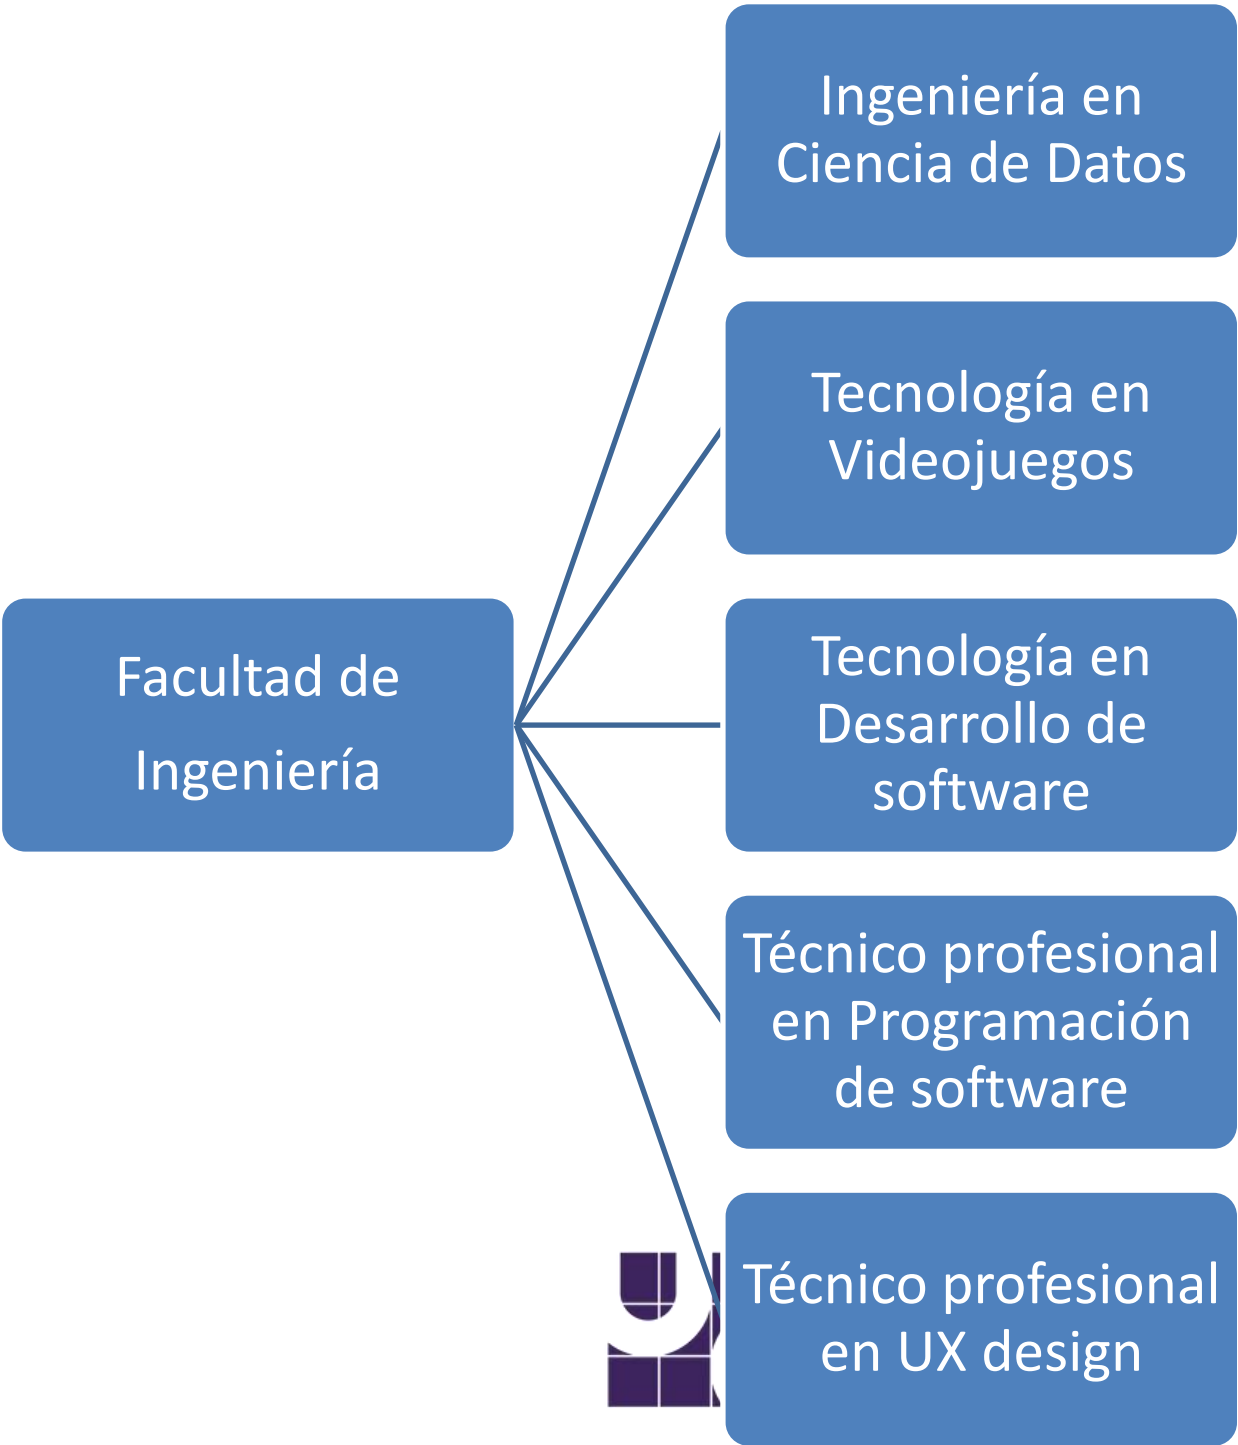 Ingeniería en
Ciencia de Datos
Tecnología en
Videojuegos
Facultad de
Ingeniería
Tecnología en
Desarrollo de
software
Técnico profesional
en Programación
de software
Técnico profesional
en UX design